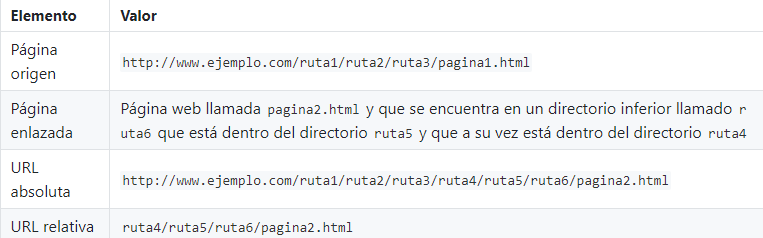 Elemento Valor
Página
origen
http://www.ejemplo.com/ruta1/ruta2/ruta3/pagina1.html
Página
enlazada
Página web llamada pagina2.html y que se encuentra en un directorio inferior llamado r
uta6 que está dentro del directorio ruta5 y que a su vez está dentro del directorio ruta4
URL
absoluta
http://www.ejemplo.com/ruta1/ruta2/ruta3/ruta4/ruta5/ruta6/pagina2.html
URL relativa ruta4/ruta5/ruta6/pagina2.html